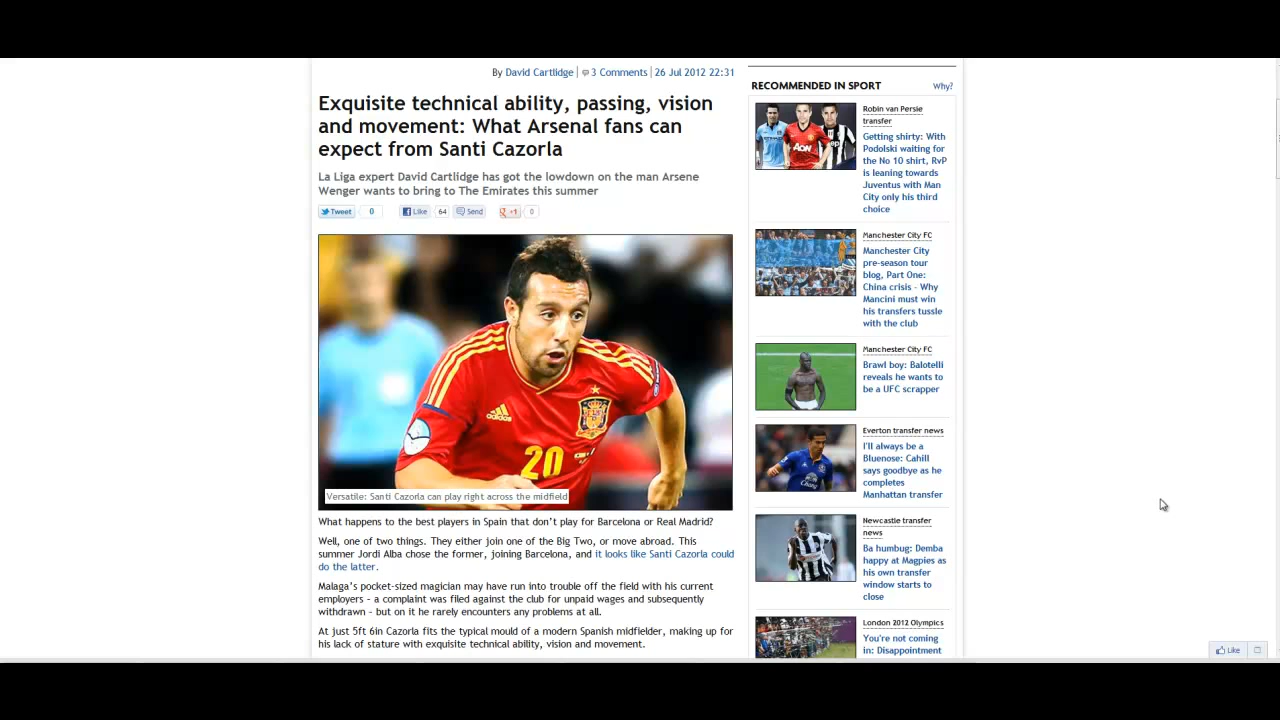 By David Cartlidge | 3 Comments | 26 Jul 2012 22:31
Exquisite technical ability, passing, vision
and movement: What Arsenal fans can
expect from Santi Cazorla
La Liga expert David Cartlidge has got the lowdown on the man Arsene
Wenger wants to bring to The Emirates this summer
Tweet 0 Like 64 Send +1 0
20
Versatile: Santi Cazorla can play right across the midfield
What happens to the best players in Spain that don't play for Barcelona or Real Madrid?
Well, one of two things. They either join one of the Big Two, or move abroad. This
summer Jordi Alba chose the former, joining Barcelona, and it looks like Santi Cazorla could
do the latter.
Malaga's pocket-sized magician may have run into trouble off the field with his current
employers – a complaint was filed against the club for unpaid wages and subsequently
withdrawn – but on it he rarely encounters any problems at all.
At just 5ft 6in Cazorla fits the typical mould of a modern Spanish midfielder, making up for
his lack of stature with exquisite technical ability, vision and movement.
RECOMMENDED IN SPORT Why?
AON
Robin van Persie
transfer
Getting shirty: With
Podolski waiting for
the No 10 shirt, RvP
is leaning towards
Juventus with Man
City only his third
choice
Manchester City FC
Manchester City
pre-season tour
blog, Part One:
China crisis – Why
Mancini must win
his transfers tussle
with the club
Manchester City FC
Brawl boy: Balotelli
reveals he wants to
be a UFC scrapper
Everton transfer news
I'll always be a
Bluenose: Cahill
says goodbye as he
completes
Manhattan transfer
Chang
Newcastle transfer
news
Ba humbug: Demba
happy at Magpies as
his own transfer
window starts to
close
London 2012 Olympics
You're not coming
in: Disappointment
Like